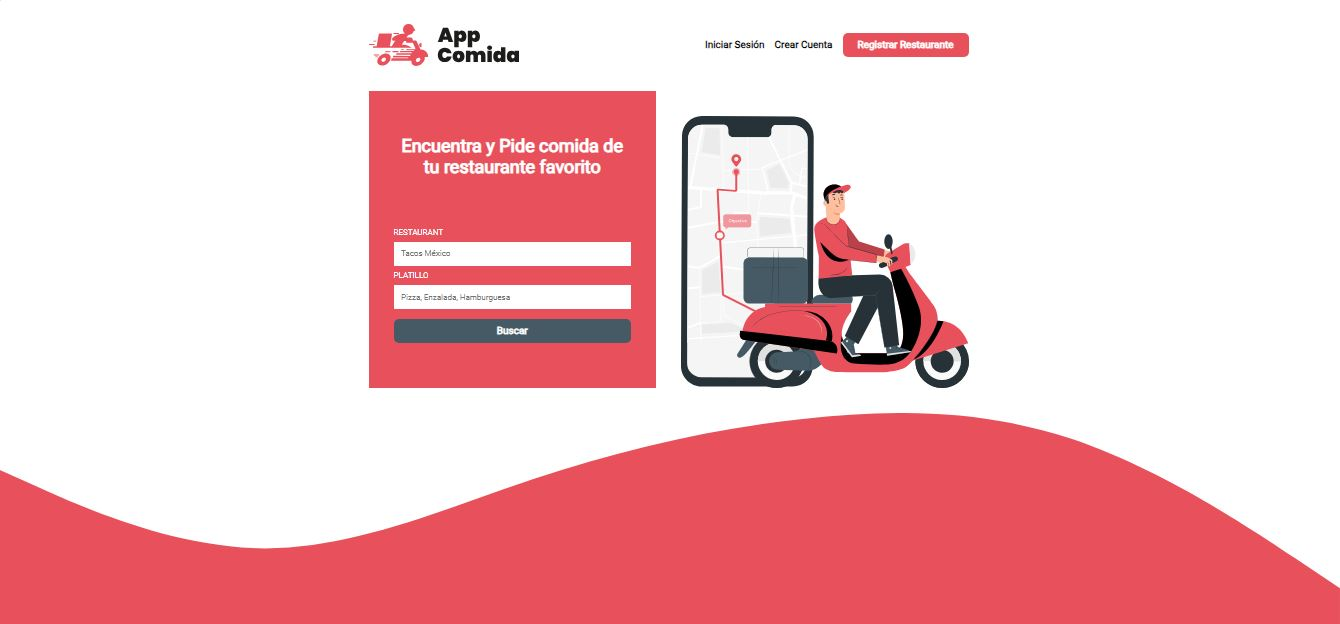 App
Comida
Iniciar Sesión
Crear Cuenta
Registrar Restaurante
Encuentra y Pide comida de
tu restaurante favorito
RESTAURANT
Tacos México
PLATILLO
Pizza, Enzalada, Hamburguesa
Buscar